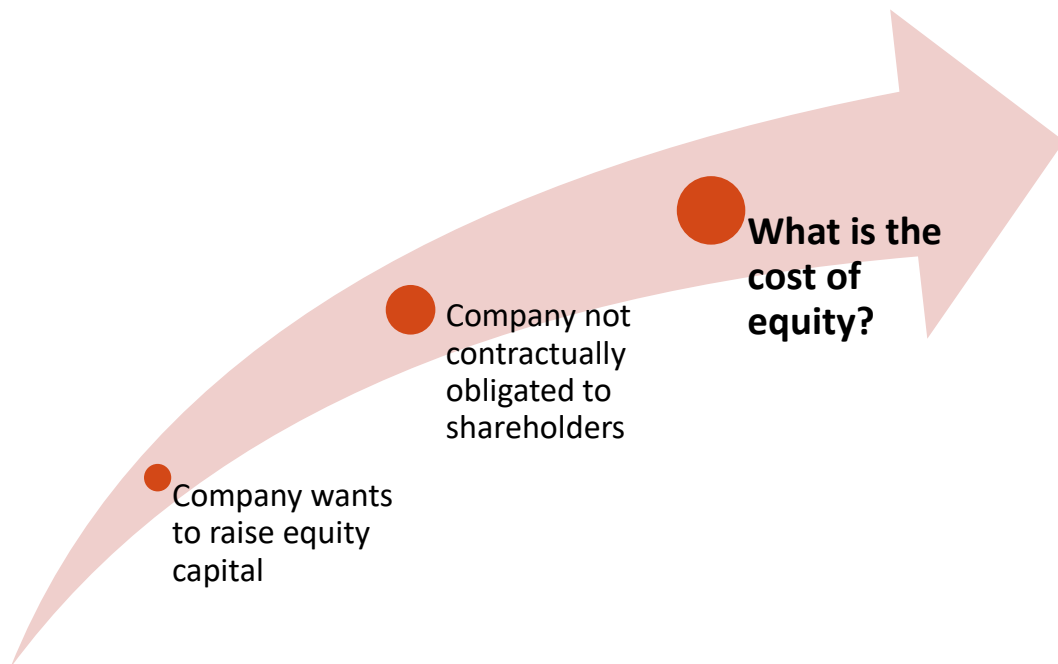 Company wants
to raise equity
capital
Company not
contractually
obligated to
shareholders
What is the
cost of
equity?